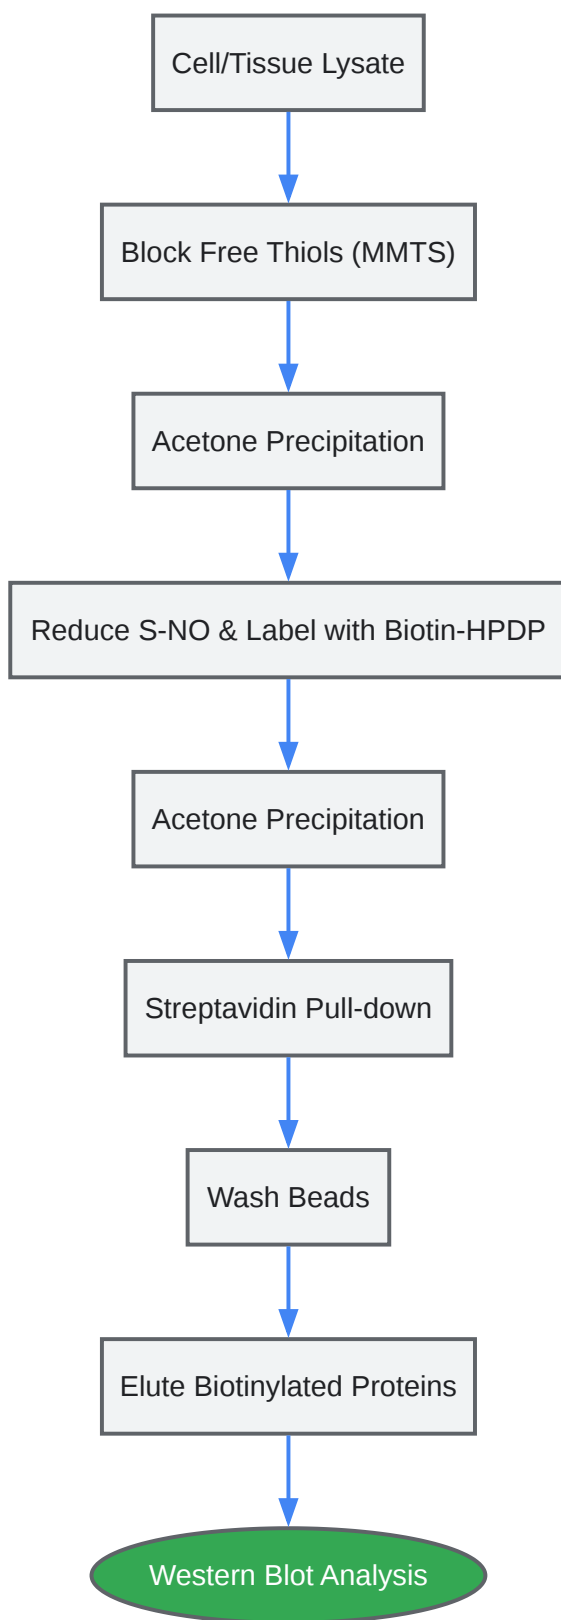 Cell/Tissue Lysate
Block Free Thiols (MMTS)
Acetone Precipitation
Reduce S-NO & Label with Biotin-HPDP
Acetone Precipitation
Streptavidin Pull-down
Wash Beads
Elute Biotinylated Proteins
Western Blot Analysis